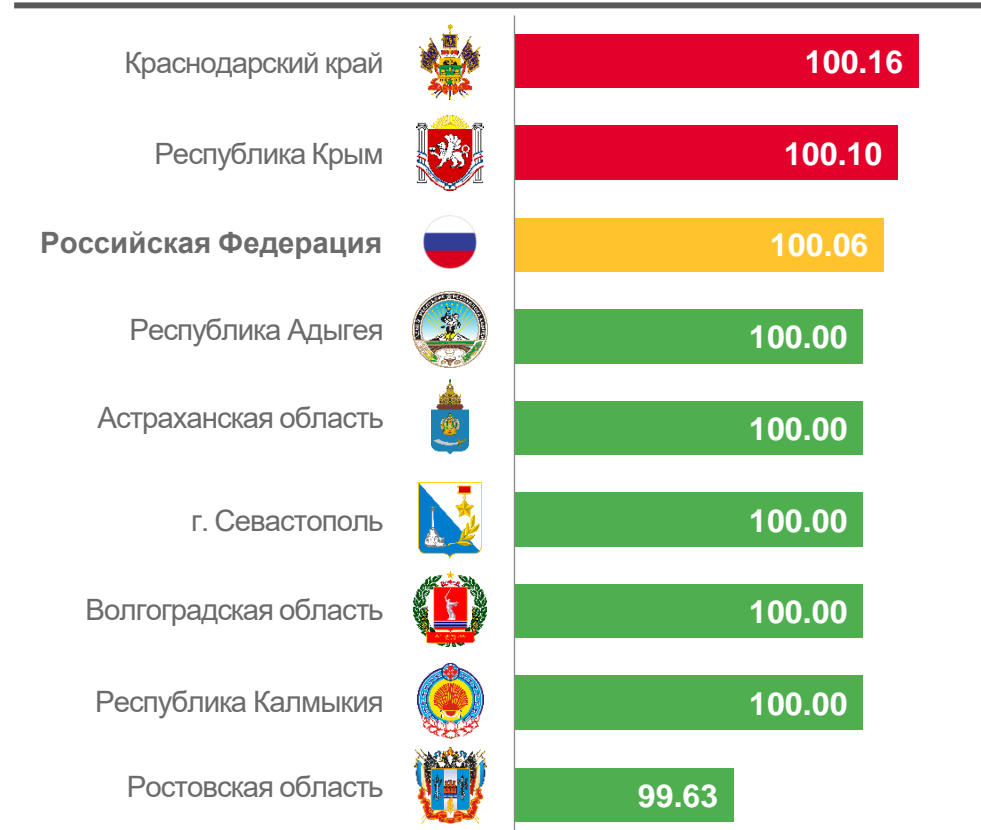 Краснодарский край 100.16
Республика Крым 100.10
Российская Федерация 100.06
Республика Адыгея 100.00
Астраханская область 100.00
г. Севастополь 100.00
Волгоградская область 100.00
Республика Калмыкия 100.00
Ростовская область 99.63